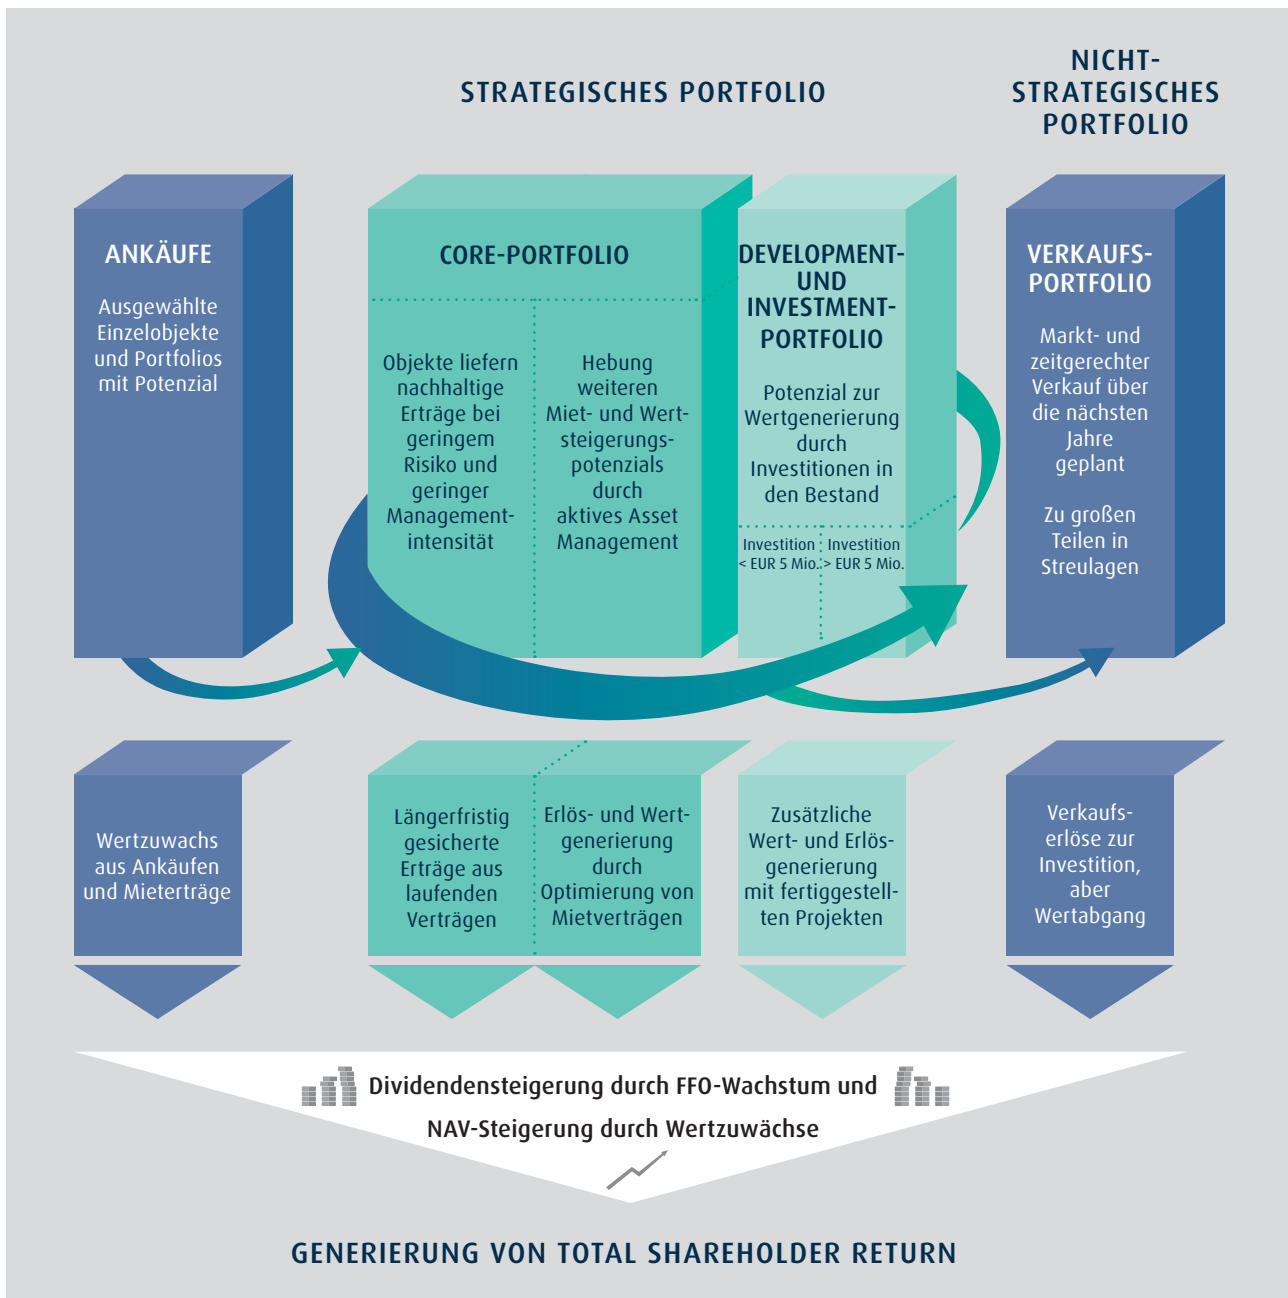 STRATEGISCHES PORTFOLIO
NICHT-
STRATEGISCHES
PORTFOLIO
ANKÄUFE
Ausgewählte
Einzelobjekte
und Portfolios
mit Potenzial
CORE-PORTFOLIO
Objekte liefern
nachhaltige
Erträge bei
geringem
Risiko und
geringer
Management-
intensität
Hebung
weiteren
Miet- und Wert-
steigerungs-
potenzials
durch
aktives Asset
Management
DEVELOPMENT-
UND
INVESTMENT-
PORTFOLIO
Potenzial zur
Wertgenerierung
durch
Investitionen in
den Bestand
Investition
< EUR 5 Mio.
Investition
> EUR 5 Mio.
VERKAUFS-
PORTFOLIO
Markt- und
zeitgerechter
Verkauf über
die nächsten
Jahre
geplant
Zu großen
Teilen in
Streulagen
Wertzuwachs
aus Ankäufen
und Mieterträge
Längerfristig
gesicherte
Erträge aus
laufenden
Verträgen
Erlös- und Wert-
generierung
durch
Optimierung von
Mietverträgen
Zusätzliche
Wert- und Erlös-
generierung
mit fertiggestell-
ten Projekten
Verkaufs-
erlöse zur
Investition,
aber
Wertabgang
Dividendensteigerung durch FFO-Wachstum und
NAV-Steigerung durch Wertzuwächse
GENERIERUNG VON TOTAL SHAREHOLDER RETURN